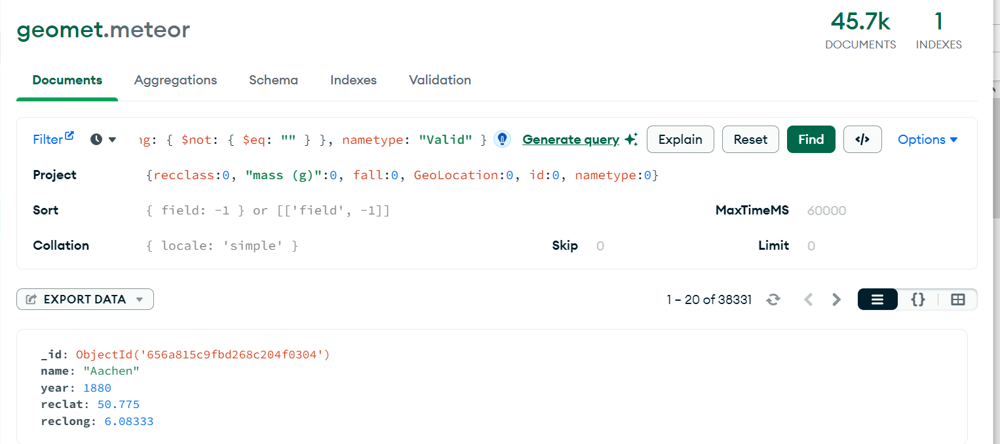 geomet.meteor
45.7k
DOCUMENTS
1
INDEXES
Documents Aggregations Schema Indexes Validation
Filter ng: { $not: { $eq: "" } }, nametype: "Valid" } Generate query Explain Reset Find </> Options
Project {recclass:0, "mass (g)":0, fall:0, GeoLocation:0, id:0, nametype:0}
Sort { field: -1 } or [['field', -1]] MaxTimeMS 60000
Collation { locale: 'simple' } Skip 0 Limit 0
EXPORT DATA 1 – 20 of 38331 {}
_id: ObjectId('656a815c9fbd268c204f0304')
name: "Aachen"
year: 1880
reclat: 50.775
reclong: 6.08333